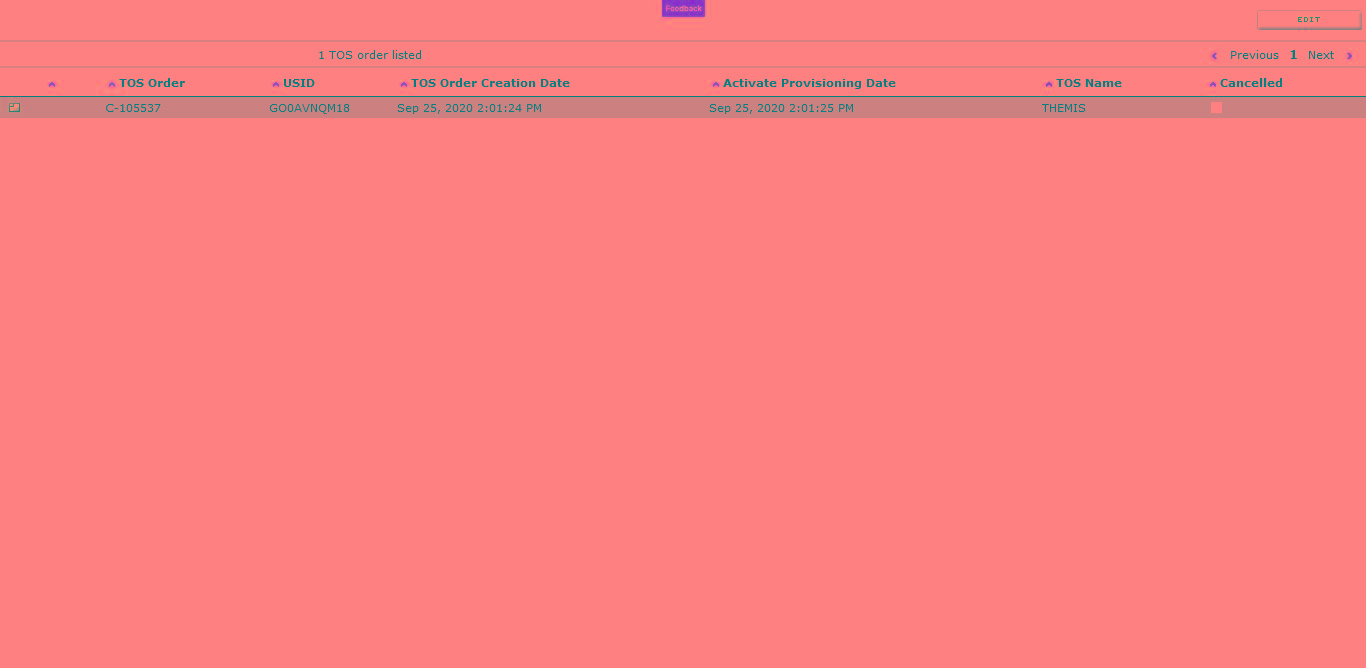 Feedback
EDIT
1 TOS order listed Previous 1 Next
TOS Order USID TOS Order Creation Date Activate Provisioning Date TOS Name Cancelled
C-105537 GO0AVNQM18 Sep 25, 2020 2:01:24 PM Sep 25, 2020 2:01:25 PM THEMIS